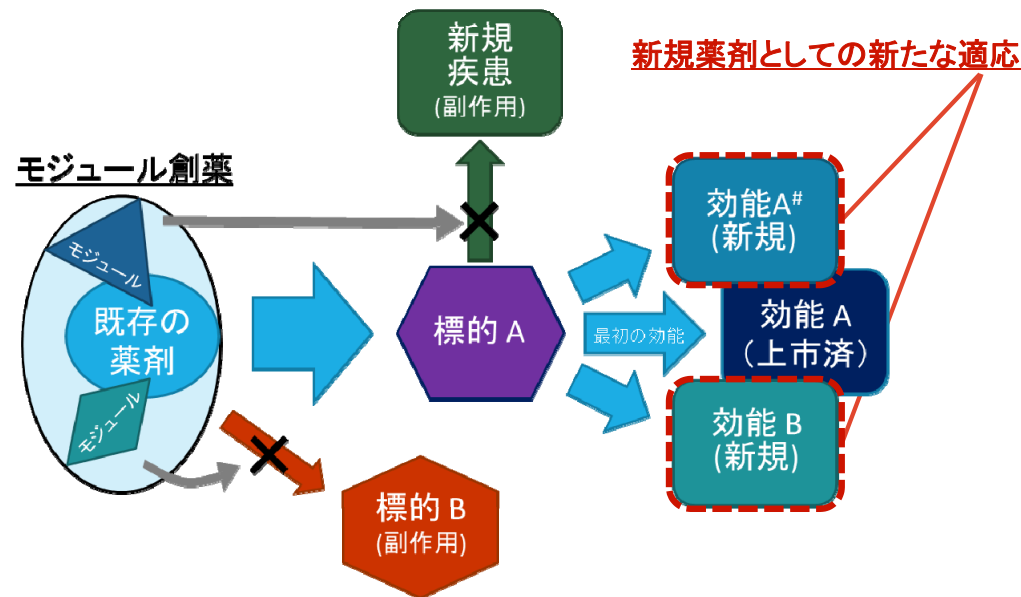 新規
疾患
(副作用)
新規薬剤としての新たな適応
モジュール創薬
モジュール
既存の
薬剤
モジュール
標的 A
最初の効能
効能A#
(新規)
効能 A
(上市済)
効能 B
(新規)
標的 B
(副作用)